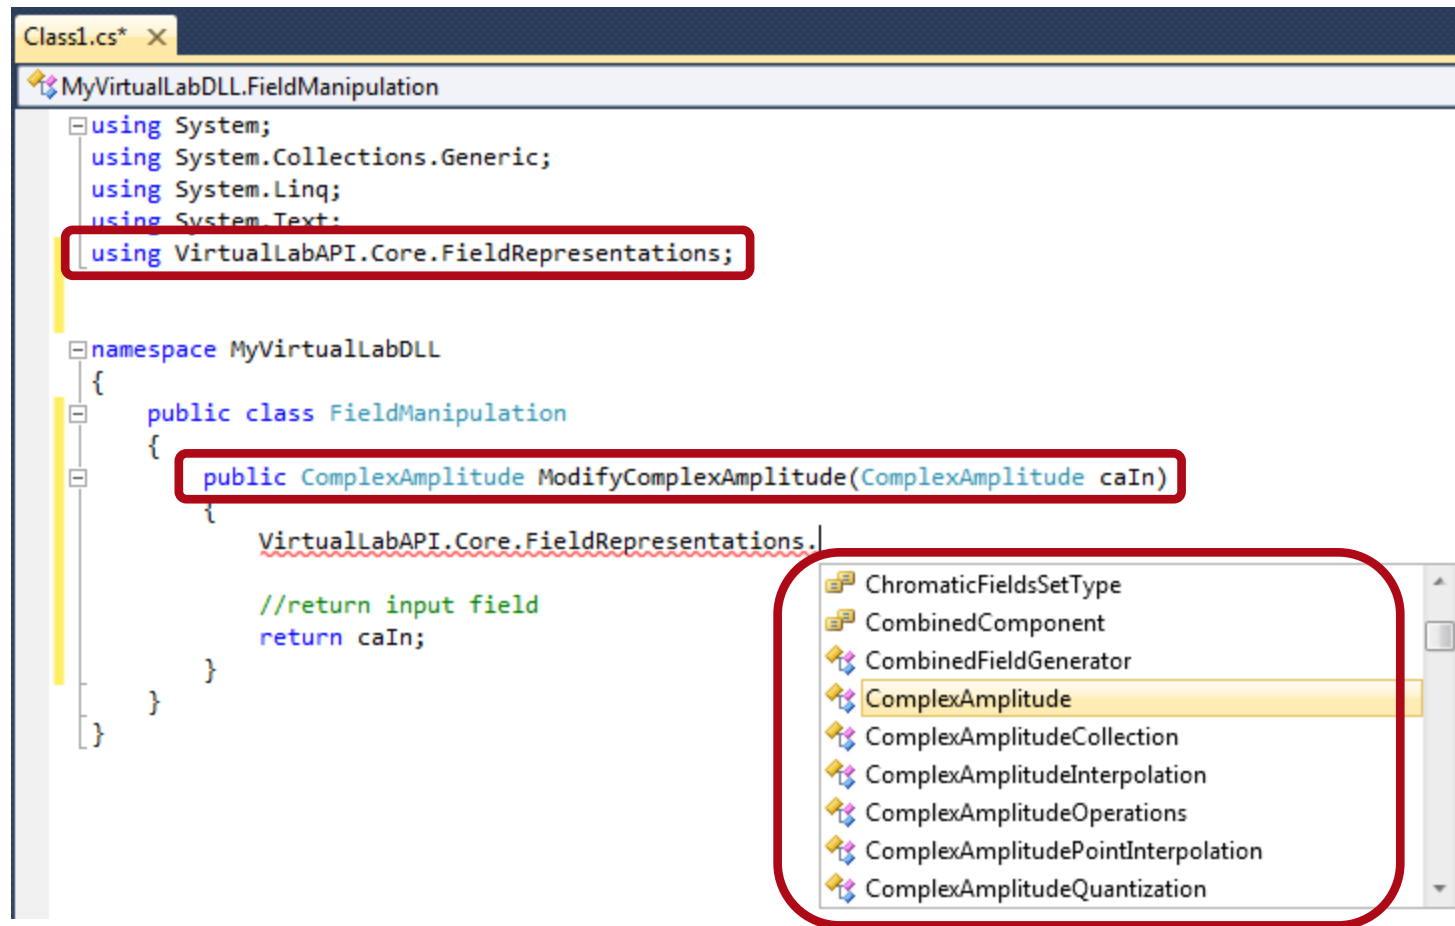 Class1.cs*
MyVirtualLabDLL.FieldManipulation
using System;
using System.Collections.Generic;
using System.Linq;
using System.Text;
using VirtualLabAPI.Core.FieldRepresentations;
namespace MyVirtualLabDLL
{
public class FieldManipulation
{
public ComplexAmplitude ModifyComplexAmplitude(ComplexAmplitude caIn)
{
VirtualLabAPI.Core.FieldRepresentations.
//return input field
return caIn;
}
}
}
ChromaticFieldsSetType
CombinedComponent
CombinedFieldGenerator
ComplexAmplitude
ComplexAmplitudeCollection
ComplexAmplitudeInterpolation
ComplexAmplitudeOperations
ComplexAmplitudePointInterpolation
ComplexAmplitudeQuantization